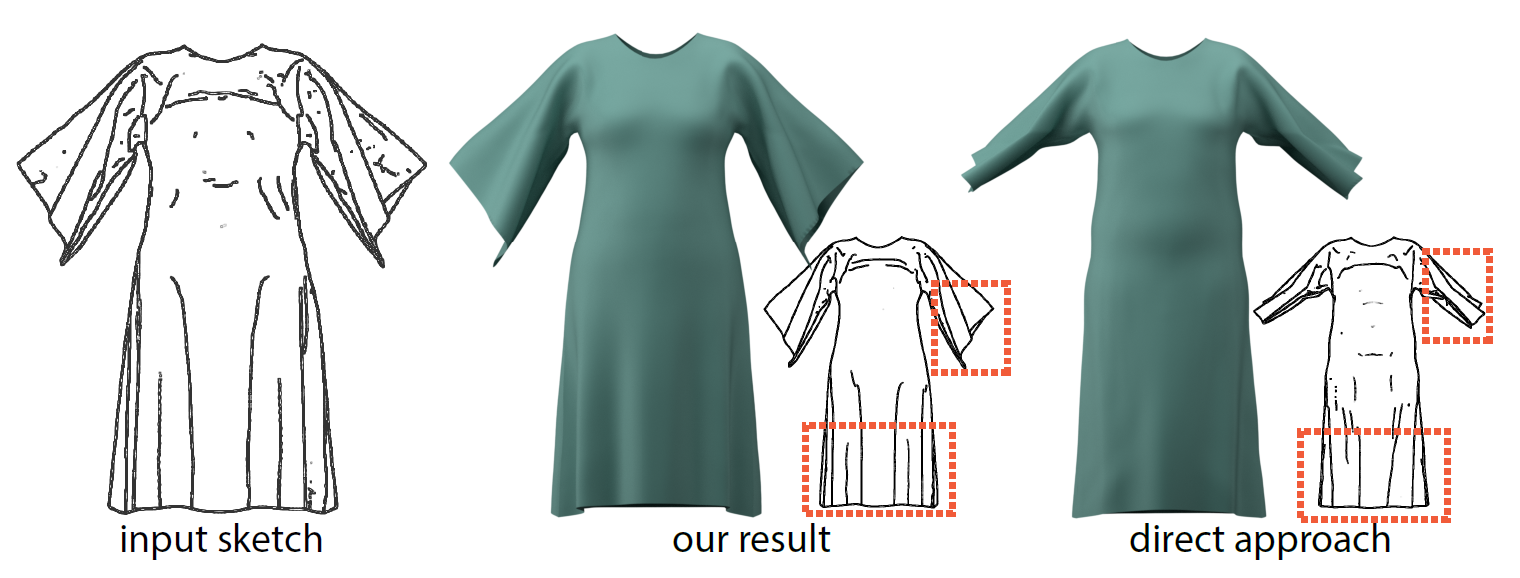 input sketch
our result
direct approach